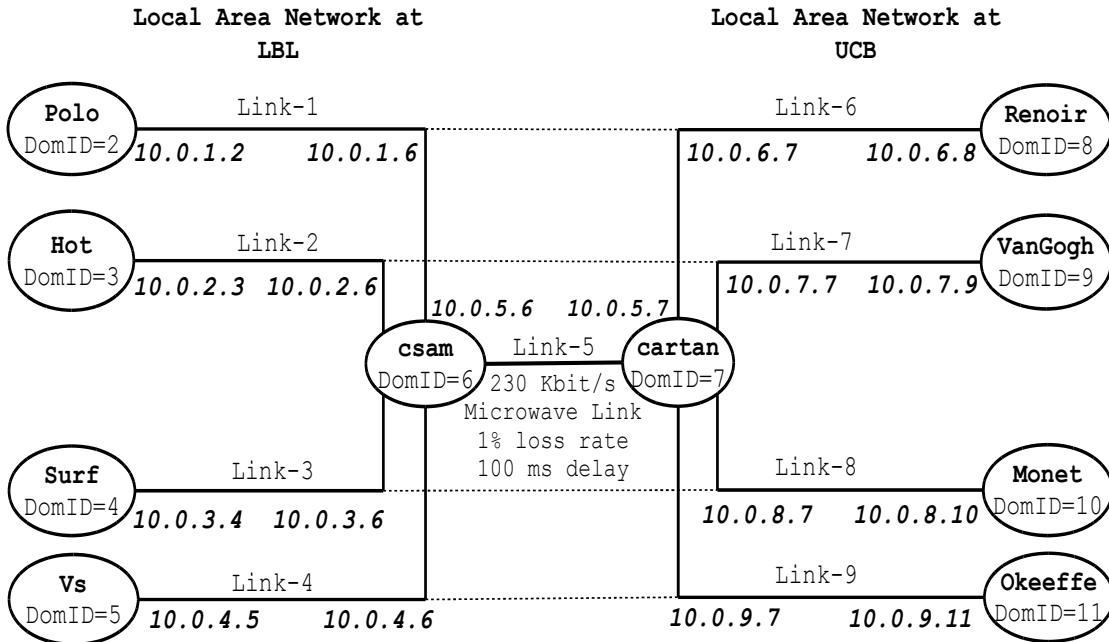 Local Area Network at
LBL
Local Area Network at
UCB
Polo
DomID=2
Link-1
10.0.1.2
10.0.1.6
Link-6
10.0.6.7
10.0.6.8
Renoir
DomID=8
Hot
DomID=3
Link-2
10.0.2.3
10.0.2.6
Link-7
10.0.7.7
10.0.7.9
VanGogh
DomID=9
10.0.5.6
10.0.5.7
csam
DomID=6
Link-5
230 Kbit/s
Microwave Link
1% loss rate
100 ms delay
cartan
DomID=7
Surf
DomID=4
Link-3
10.0.3.4
10.0.3.6
Link-8
10.0.8.7
10.0.8.10
Monet
DomID=10
Vs
DomID=5
Link-4
10.0.4.5
10.0.4.6
Link-9
10.0.9.7
10.0.9.11
Okeeffe
DomID=11